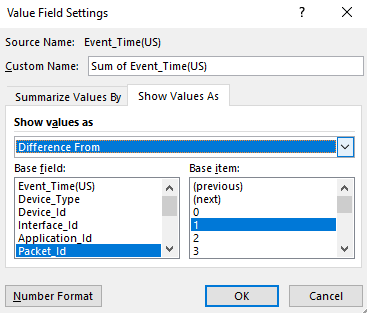 Value Field Settings
?
Source Name: Event_Time(US)
Custom Name: Sum of Event_Time(US)
Summarize Values By Show Values As
Show values as
Difference From
Base field: Base item:
Event_Time(US) (previous)
Device_Type (next)
Device_Id 0
Interface_Id 1
Application_Id 2
Packet_Id 3
Number Format OK Cancel